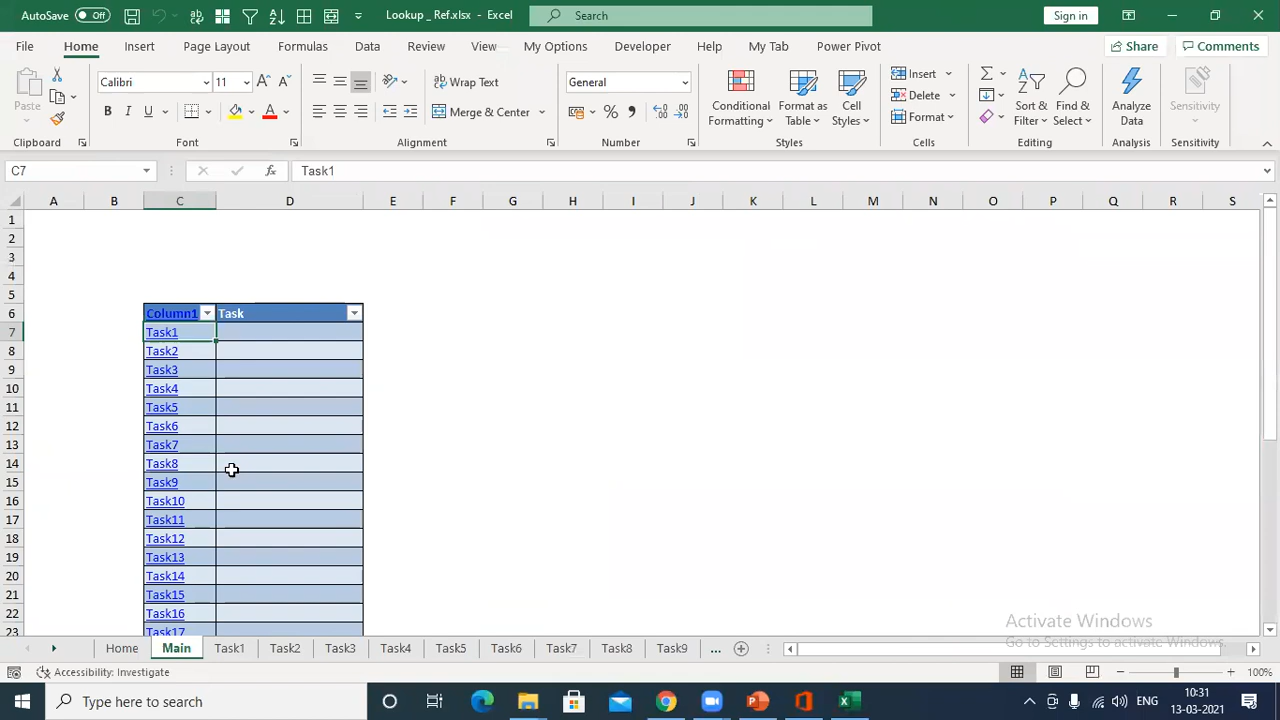 AutoSave Off Lookup _ Ref.xlsx - Excel Search Sign in
File Home Insert Page Layout Formulas Data Review View My Options Developer Help My Tab Power Pivot Share Comments
Paste Calibri 11 Wrap Text General Conditional Formatting Format as Table Cell Styles Insert Σ Sort & Filter Find & Select Analyze Data Sensitivity
B I U A Merge & Center % Delete
Format
Clipboard Font Alignment Number Styles Cells Editing Analysis Sensitivity
C7 fx Task1
A B C D E F G H I J K L M N O P Q R S
1
2
3
4
5
6 Column1 Task
7 Task1
8 Task2
9 Task3
10 Task4
11 Task5
12 Task6
13 Task7
14 Task8
15 Task9
16 Task10
17 Task11
18 Task12
19 Task13
20 Task14
21 Task15
22 Task16
23 Task17
Activate Windows
Go to Settings to activate Windows.
Home Main Task1 Task2 Task3 Task4 Task5 Task6 Task7 Task8 Task9 ...
Accessibility: Investigate 100%
Type here to search ENG 10:31
13-03-2021